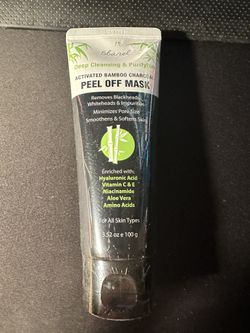 Ebanel
Deep Cleansing & Purifying
ACTIVATED BAMBOO CHARCOAL
PEEL OFF MASK
Removes Blackheads,
Whiteheads & Impurities
Minimizes Pore Size
Smoothens & Softens Skin
Enriched with:
Hyaluronic Acid
Vitamin C & E
Niacinamide
Aloe Vera
Amino Acids
For All Skin Types
3.52 oz e 100 g